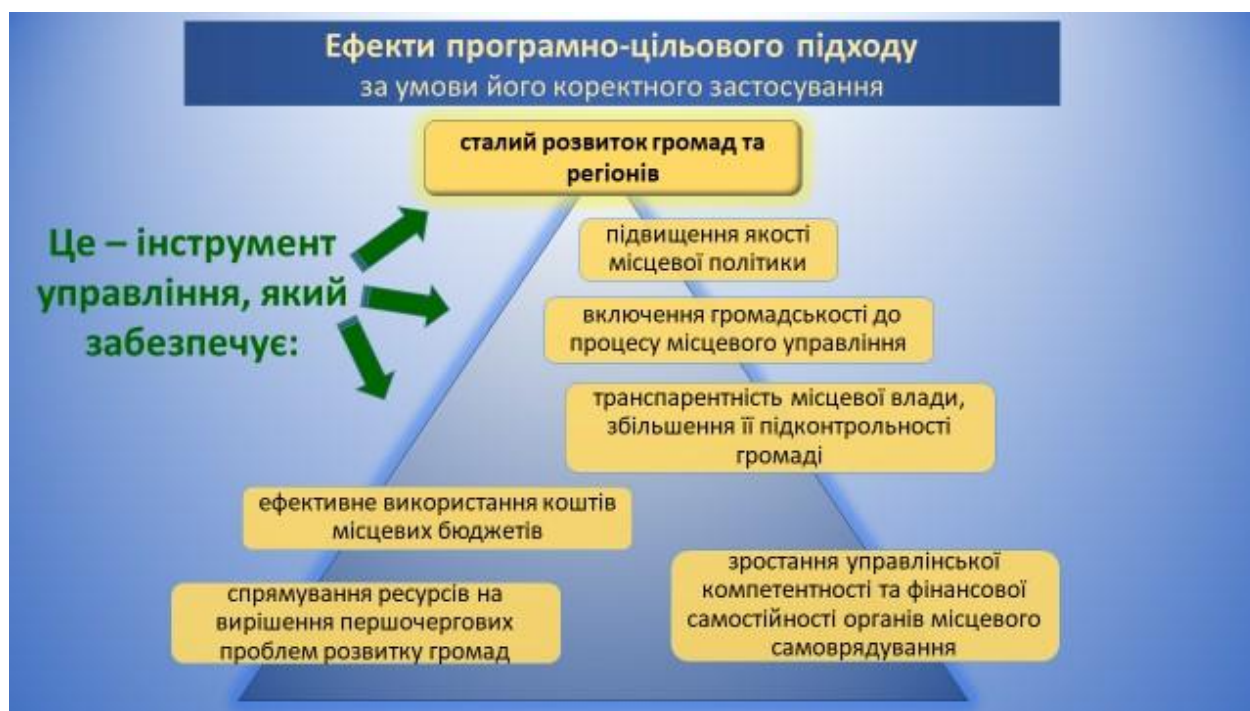 Ефекти програмно-цільового підходу
за умови його коректного застосування
сталий розвиток громад та
регіонів
Це – інструмент
управління, який
забезпечує:
підвищення якості
місцевої політики
включення громадськості до
процесу місцевого управління
транспарентність місцевої влади,
збільшення її підконтрольності
громаді
ефективне використання коштів
місцевих бюджетів
спрямування ресурсів на
вирішення першочергових
проблем розвитку громад
зростання управлінської
компетентності та фінансової
самостійності органів місцевого
самоврядування